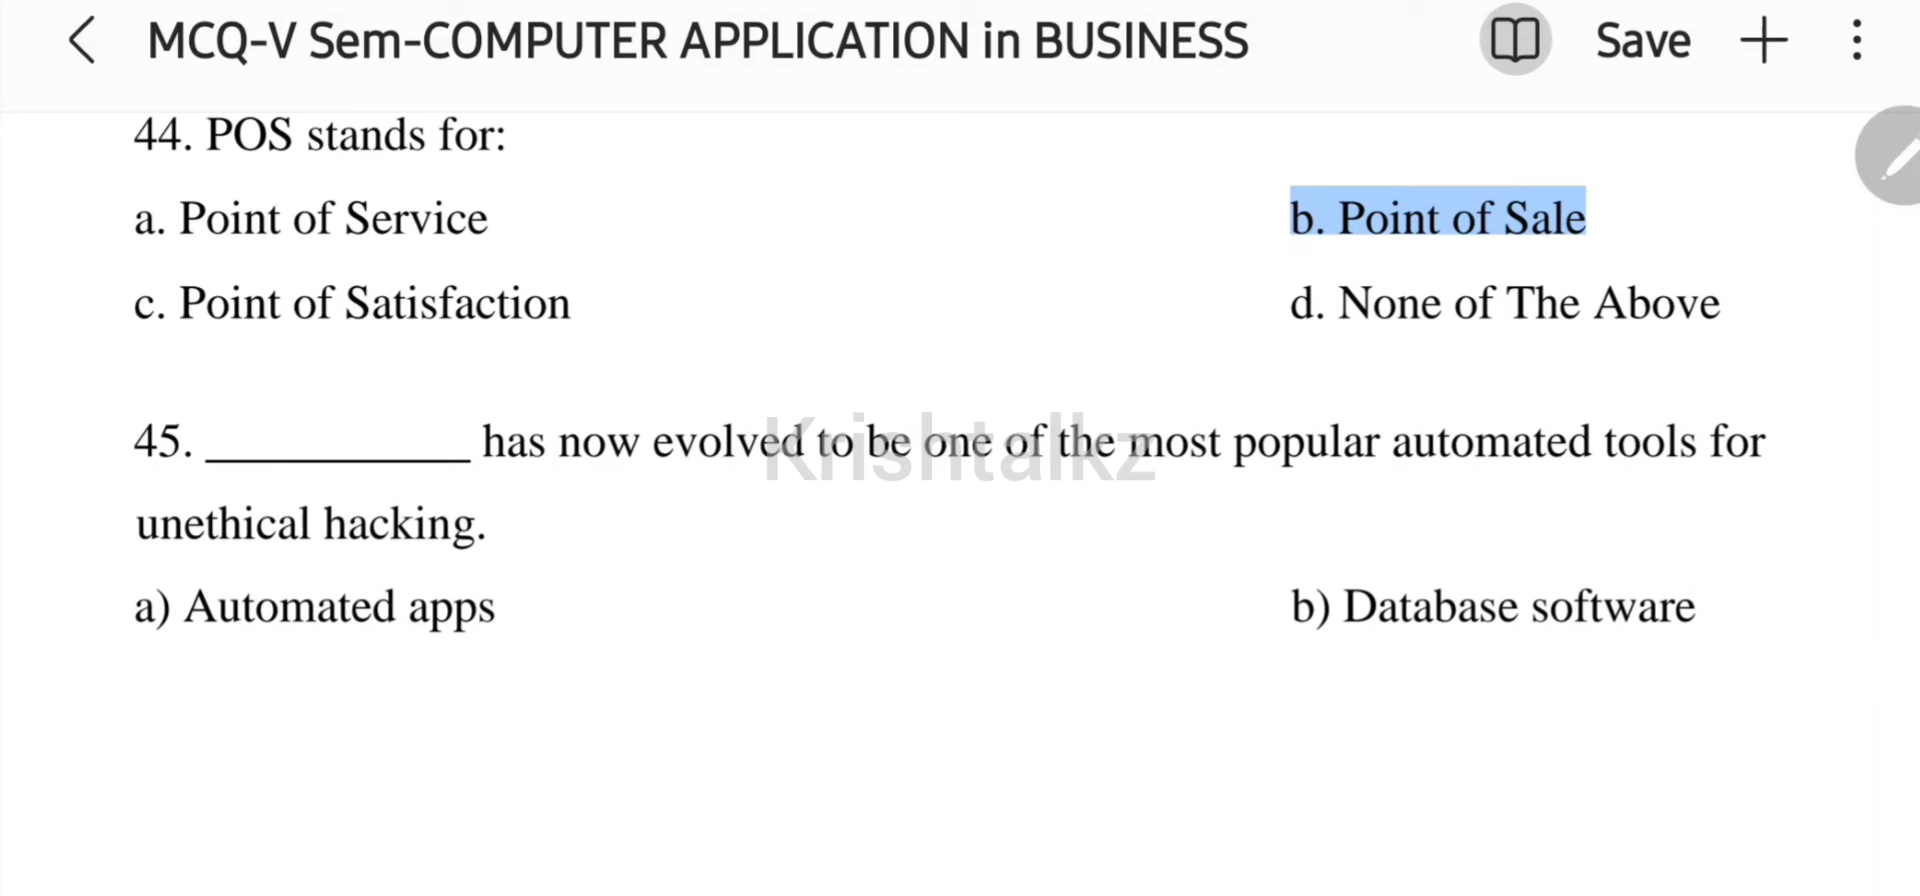 MCQ-V Sem-COMPUTER APPLICATION in BUSINESS Save
44. POS stands for:
a. Point of Service b. Point of Sale
c. Point of Satisfaction d. None of The Above
45. ___________ has now evolved to be one of the most popular automated tools for
Krishtalkz
unethical hacking.
a) Automated apps b) Database software